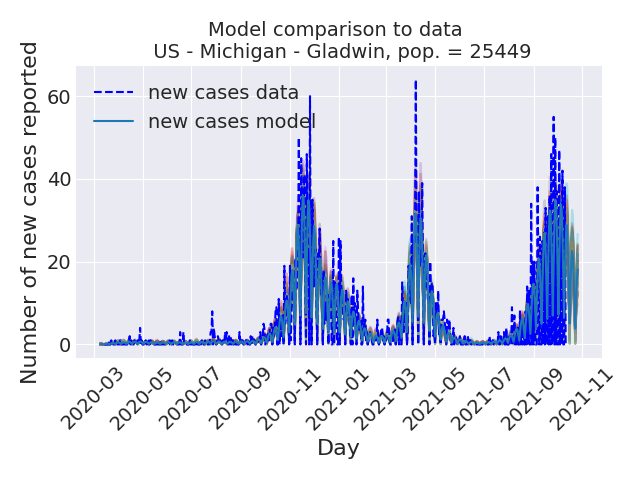 Model comparison to data
US - Michigan - Gladwin, pop. = 25449
Number of new cases reported
60
40
20
0
new cases data
new cases model
2020-03
2020-05
2020-07
2020-09
2020-11
2021-01
2021-03
2021-05
2021-07
2021-09
2021-11
Day